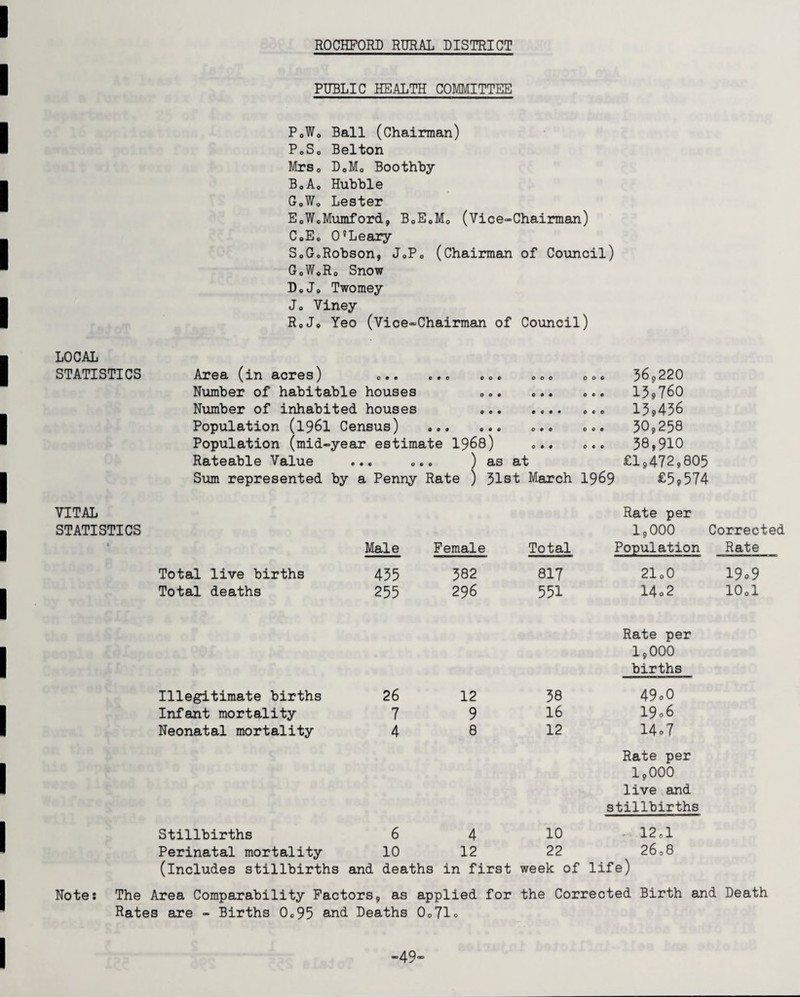 ROCHFORD RURAL DISTRICT
PUBLIC HEALTH COMMITTEE
P.W. Ball (Chairman)
P.S. Belton
Mrs. D.M. Boothby
B.A. Hubble
G.W. Lester
E.W.Mumford, B.E.M. (Vice-Chairman)
C.E. O'Leary
S.G.Robson, J.P. (Chairman of Council)
G.W.R. Snow
D.J. Twomey
J. Viney
R.J. Yeo (Vice-Chairman of Council)
LOCAL
STATISTICS Area (in acres) ... ... ... ... ... 36,220
Number of habitable houses ... ... ... 13,760
Number of inhabited houses ... .... ... 13,436
Population (1961 Census) ... ... ... ... 30,258
Population (mid-year estimate 1968) ... ... 38,910
Rateable Value ... ... ) as at £1,472,805
Sum represented by a Penny Rate ) 31st March 1969 £5,574
VITAL Rate per
STATISTICS 1,000 Corrected
Male Female Total Population Rate
Total live births 435 382 817 21.0 19.9
Total deaths 255 296 551 14.2 10.1
Rate per
1,000
births
Illegitimate births 26 12 38 49.0
Infant mortality 7 9 16 19.6
Neonatal mortality 4 8 12 14.7
Rate per
1,000
live and
stillbirths
Stillbirths 6 4 10 12.1
Perinatal mortality 10 12 22 26.8
(Includes stillbirths and deaths in first week of life)
Note: The Area Comparability Factors, as applied for the Corrected Birth and Death
Rates are - Births 0.95 and Deaths 0.71.
-49-